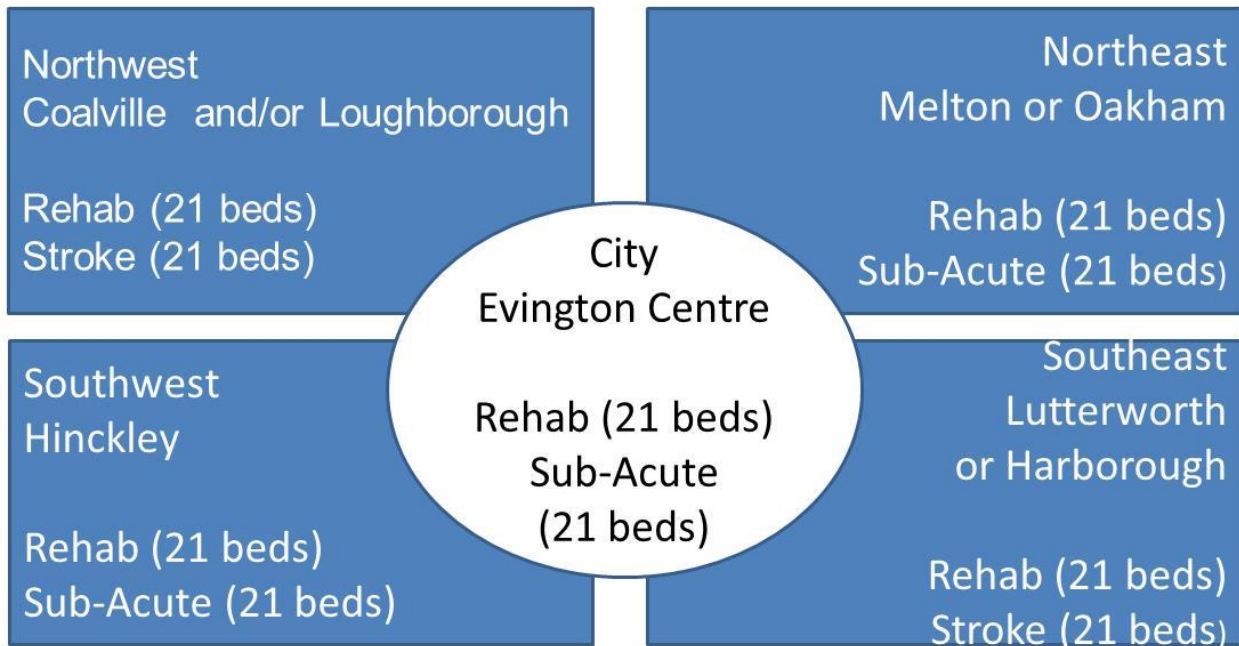 Northwest
Coalville and/or Loughborough
Rehab (21 beds)
Stroke (21 beds)
Northeast
Melton or Oakham
Rehab (21 beds)
Sub-Acute (21 beds)
City
Evington Centre
Rehab (21 beds)
Sub-Acute
(21 beds)
Southwest
Hinckley
Rehab (21 beds)
Sub-Acute (21 beds)
Southeast
Lutterworth
or Harborough
Rehab (21 beds)
Stroke (21 beds)